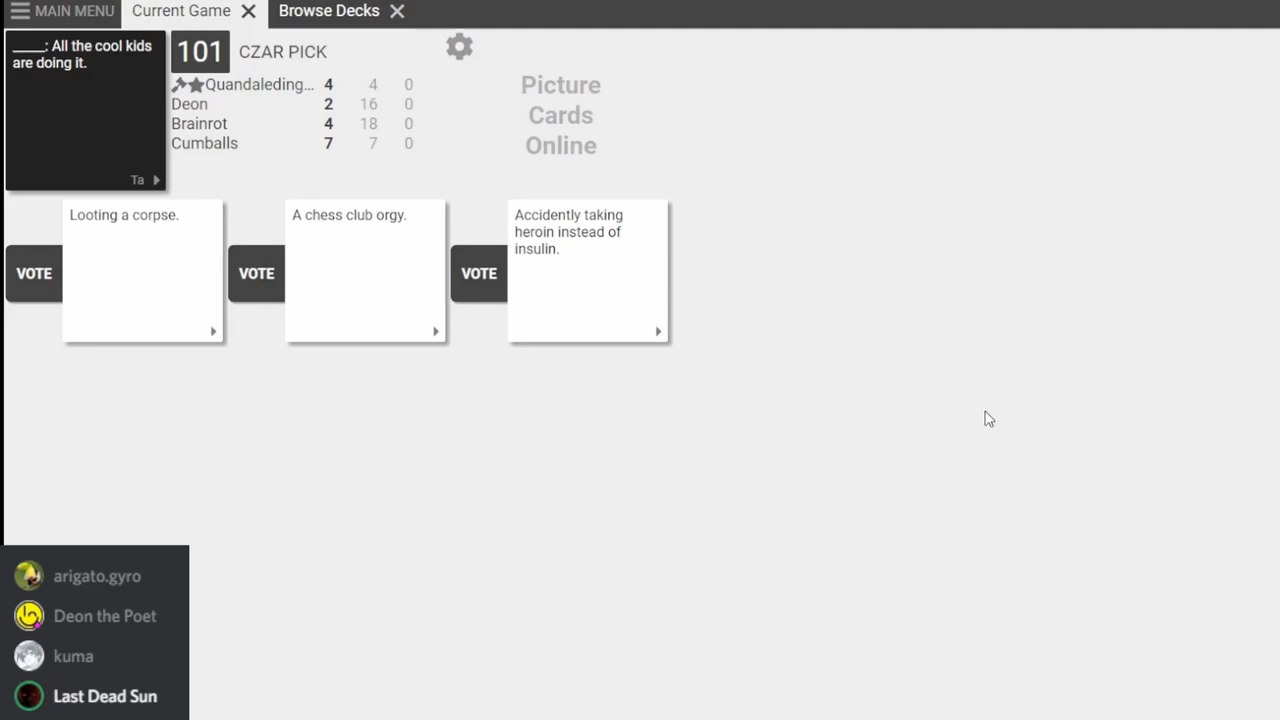 MAIN MENU
Current Game
Browse Decks
_____: All the cool kids
are doing it.
Ta
101
CZAR PICK
Quandaleding... 4 4 0
Deon 2 16 0
Brainrot 4 18 0
Cumballs 7 7 0
Picture
Cards
Online
VOTE
Looting a corpse.
VOTE
A chess club orgy.
VOTE
Accidently taking
heroin instead of
insulin.
arigato.gyro
Deon the Poet
kuma
Last Dead Sun